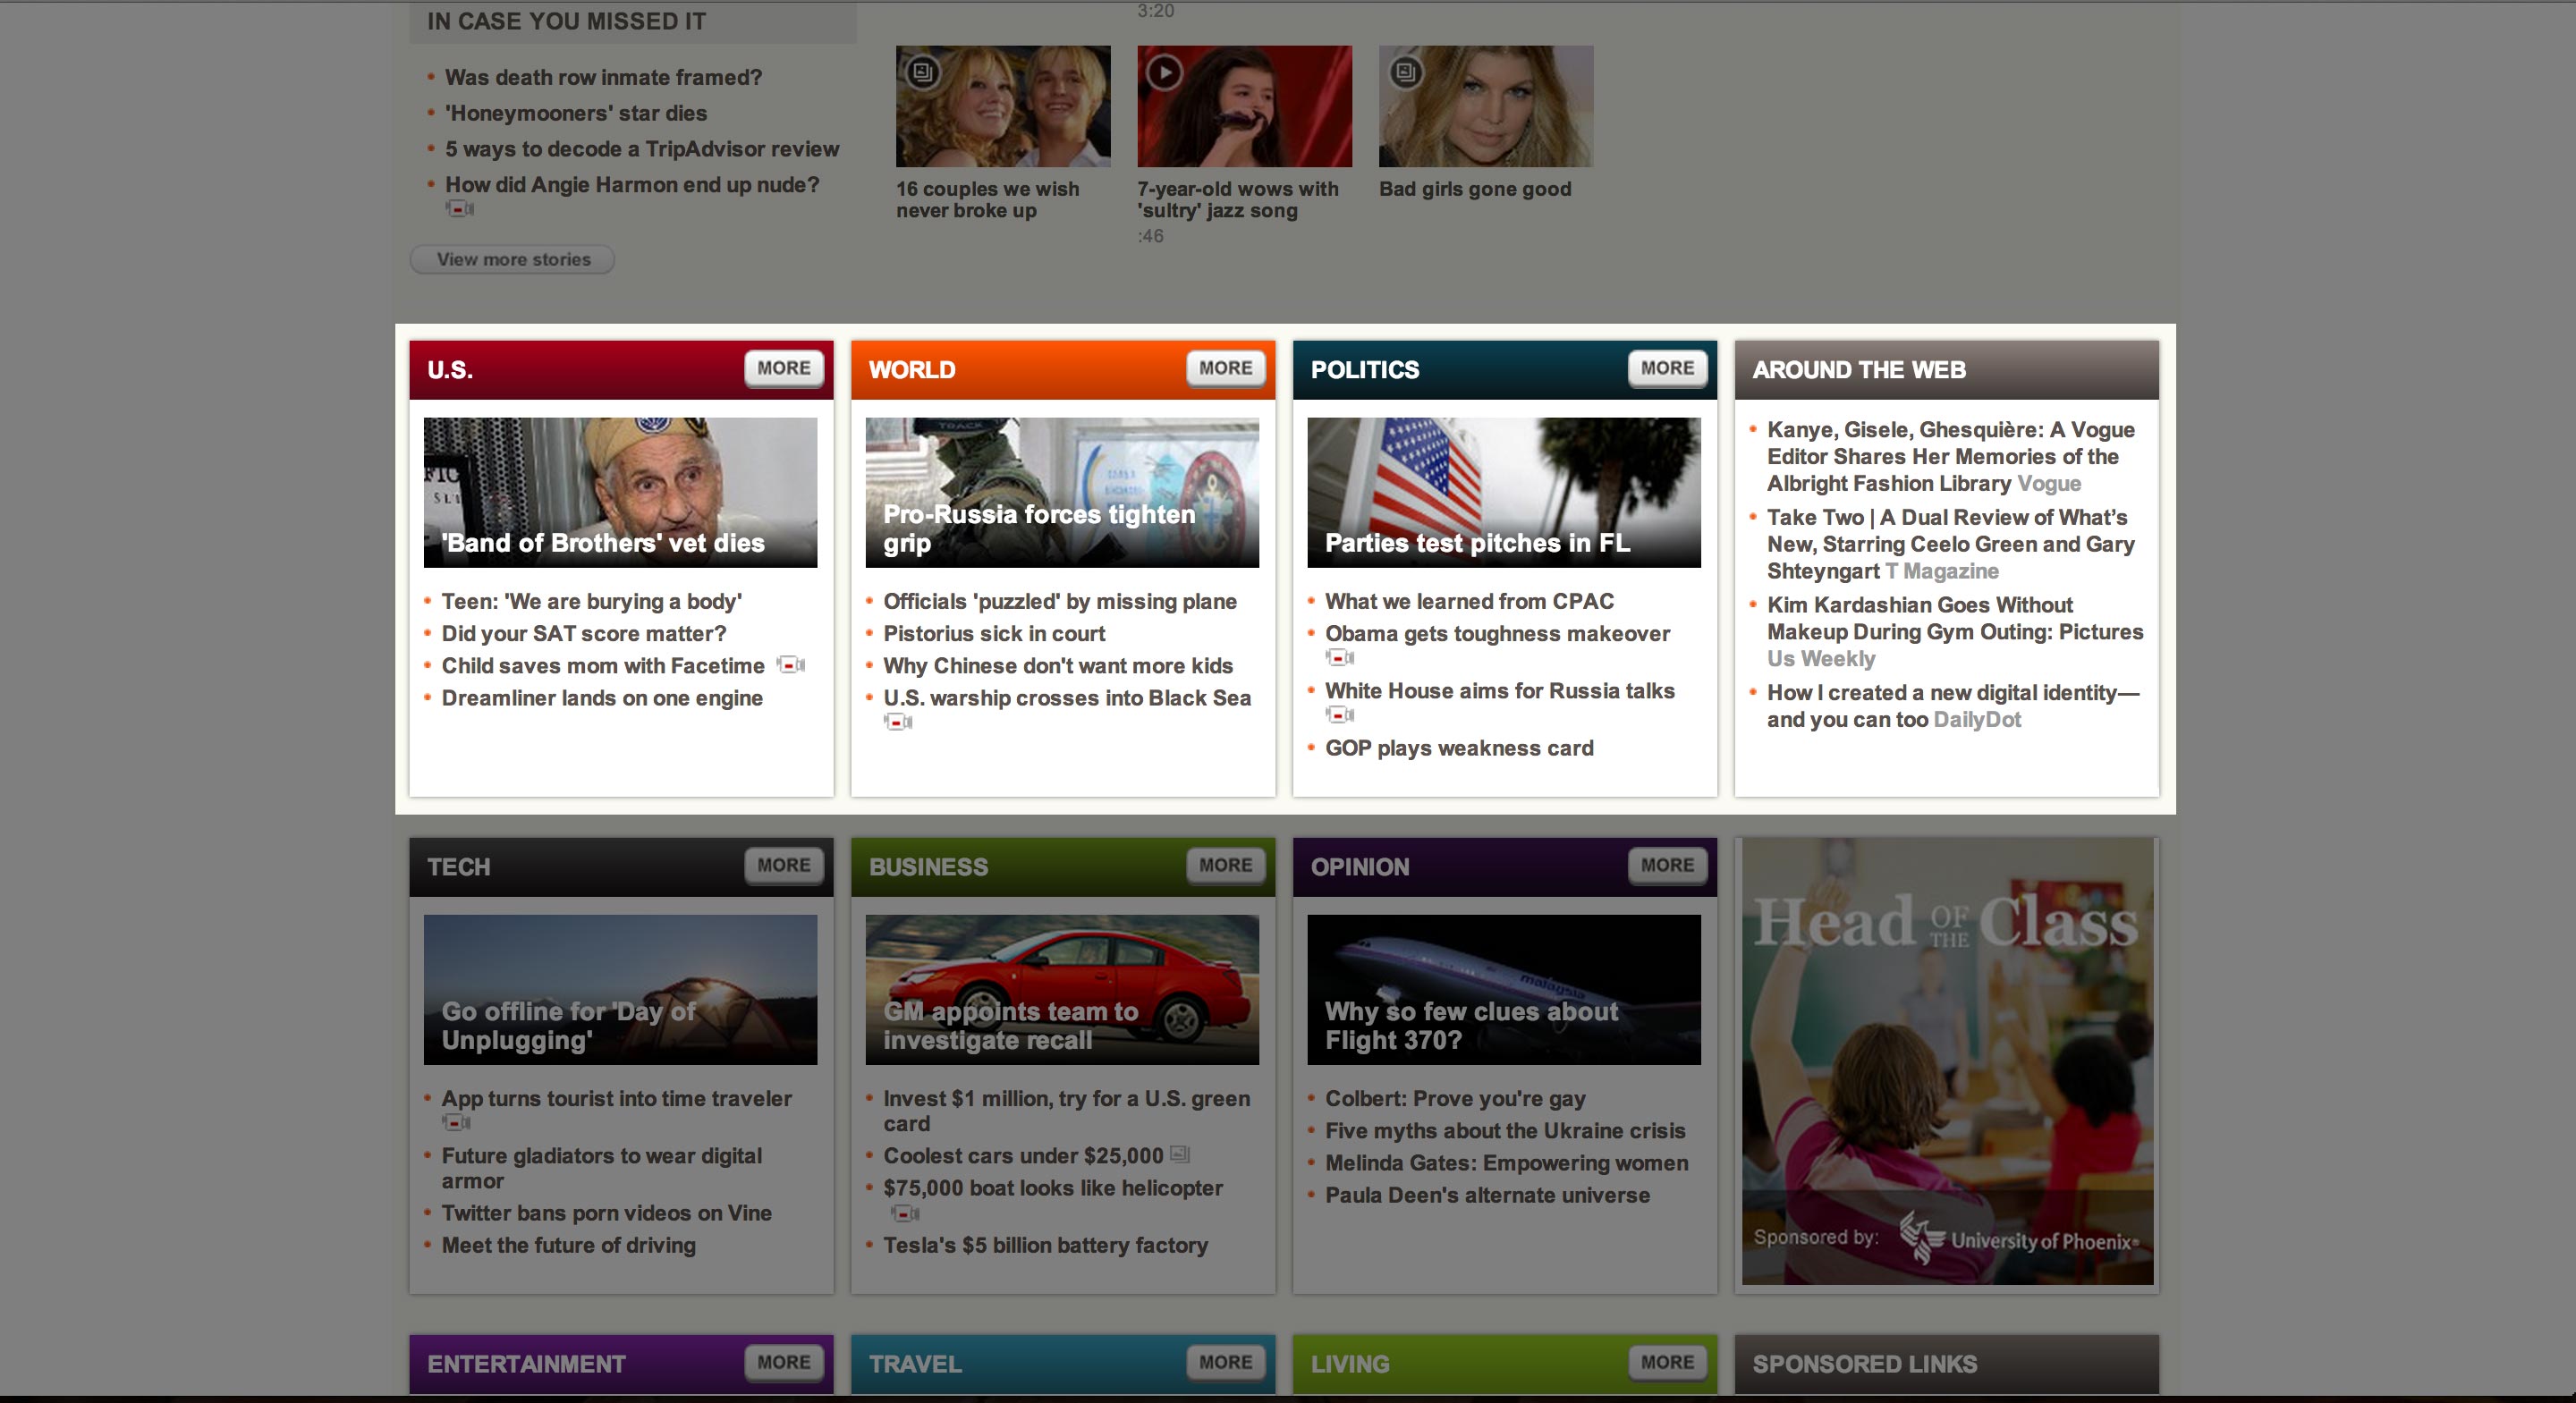 IN CASE YOU MISSED IT
Was death row inmate framed?
'Honeymooners' star dies
5 ways to decode a TripAdvisor review
How did Angie Harmon end up nude?
View more stories
3:20
16 couples we wish
never broke up
7-year-old wows with
'sultry' jazz song
:46
Bad girls gone good
U.S. MORE
'Band of Brothers' vet dies
Teen: 'We are burying a body'
Did your SAT score matter?
Child saves mom with Facetime
Dreamliner lands on one engine
WORLD MORE
Pro-Russia forces tighten
grip
Officials 'puzzled' by missing plane
Pistorius sick in court
Why Chinese don't want more kids
U.S. warship crosses into Black Sea
POLITICS MORE
Parties test pitches in FL
What we learned from CPAC
Obama gets toughness makeover
White House aims for Russia talks
GOP plays weakness card
AROUND THE WEB
Kanye, Gisele, Ghesquière: A Vogue
Editor Shares Her Memories of the
Albright Fashion Library Vogue
Take Two | A Dual Review of What’s
New, Starring Ceelo Green and Gary
Shteyngart T Magazine
Kim Kardashian Goes Without
Makeup During Gym Outing: Pictures
Us Weekly
How I created a new digital identity—
and you can too DailyDot
TECH MORE
Go offline for 'Day of
Unplugging'
App turns tourist into time traveler
Future gladiators to wear digital
armor
Twitter bans porn videos on Vine
Meet the future of driving
BUSINESS MORE
GM appoints team to
investigate recall
Invest $1 million, try for a U.S. green
card
Coolest cars under $25,000
$75,000 boat looks like helicopter
Tesla's $5 billion battery factory
OPINION MORE
malaysia
Why so few clues about
Flight 370?
Colbert: Prove you're gay
Five myths about the Ukraine crisis
Melinda Gates: Empowering women
Paula Deen's alternate universe
Head OF THE Class
Sponsored by: University of Phoenix
ENTERTAINMENT MORE
TRAVEL MORE
LIVING MORE
SPONSORED LINKS